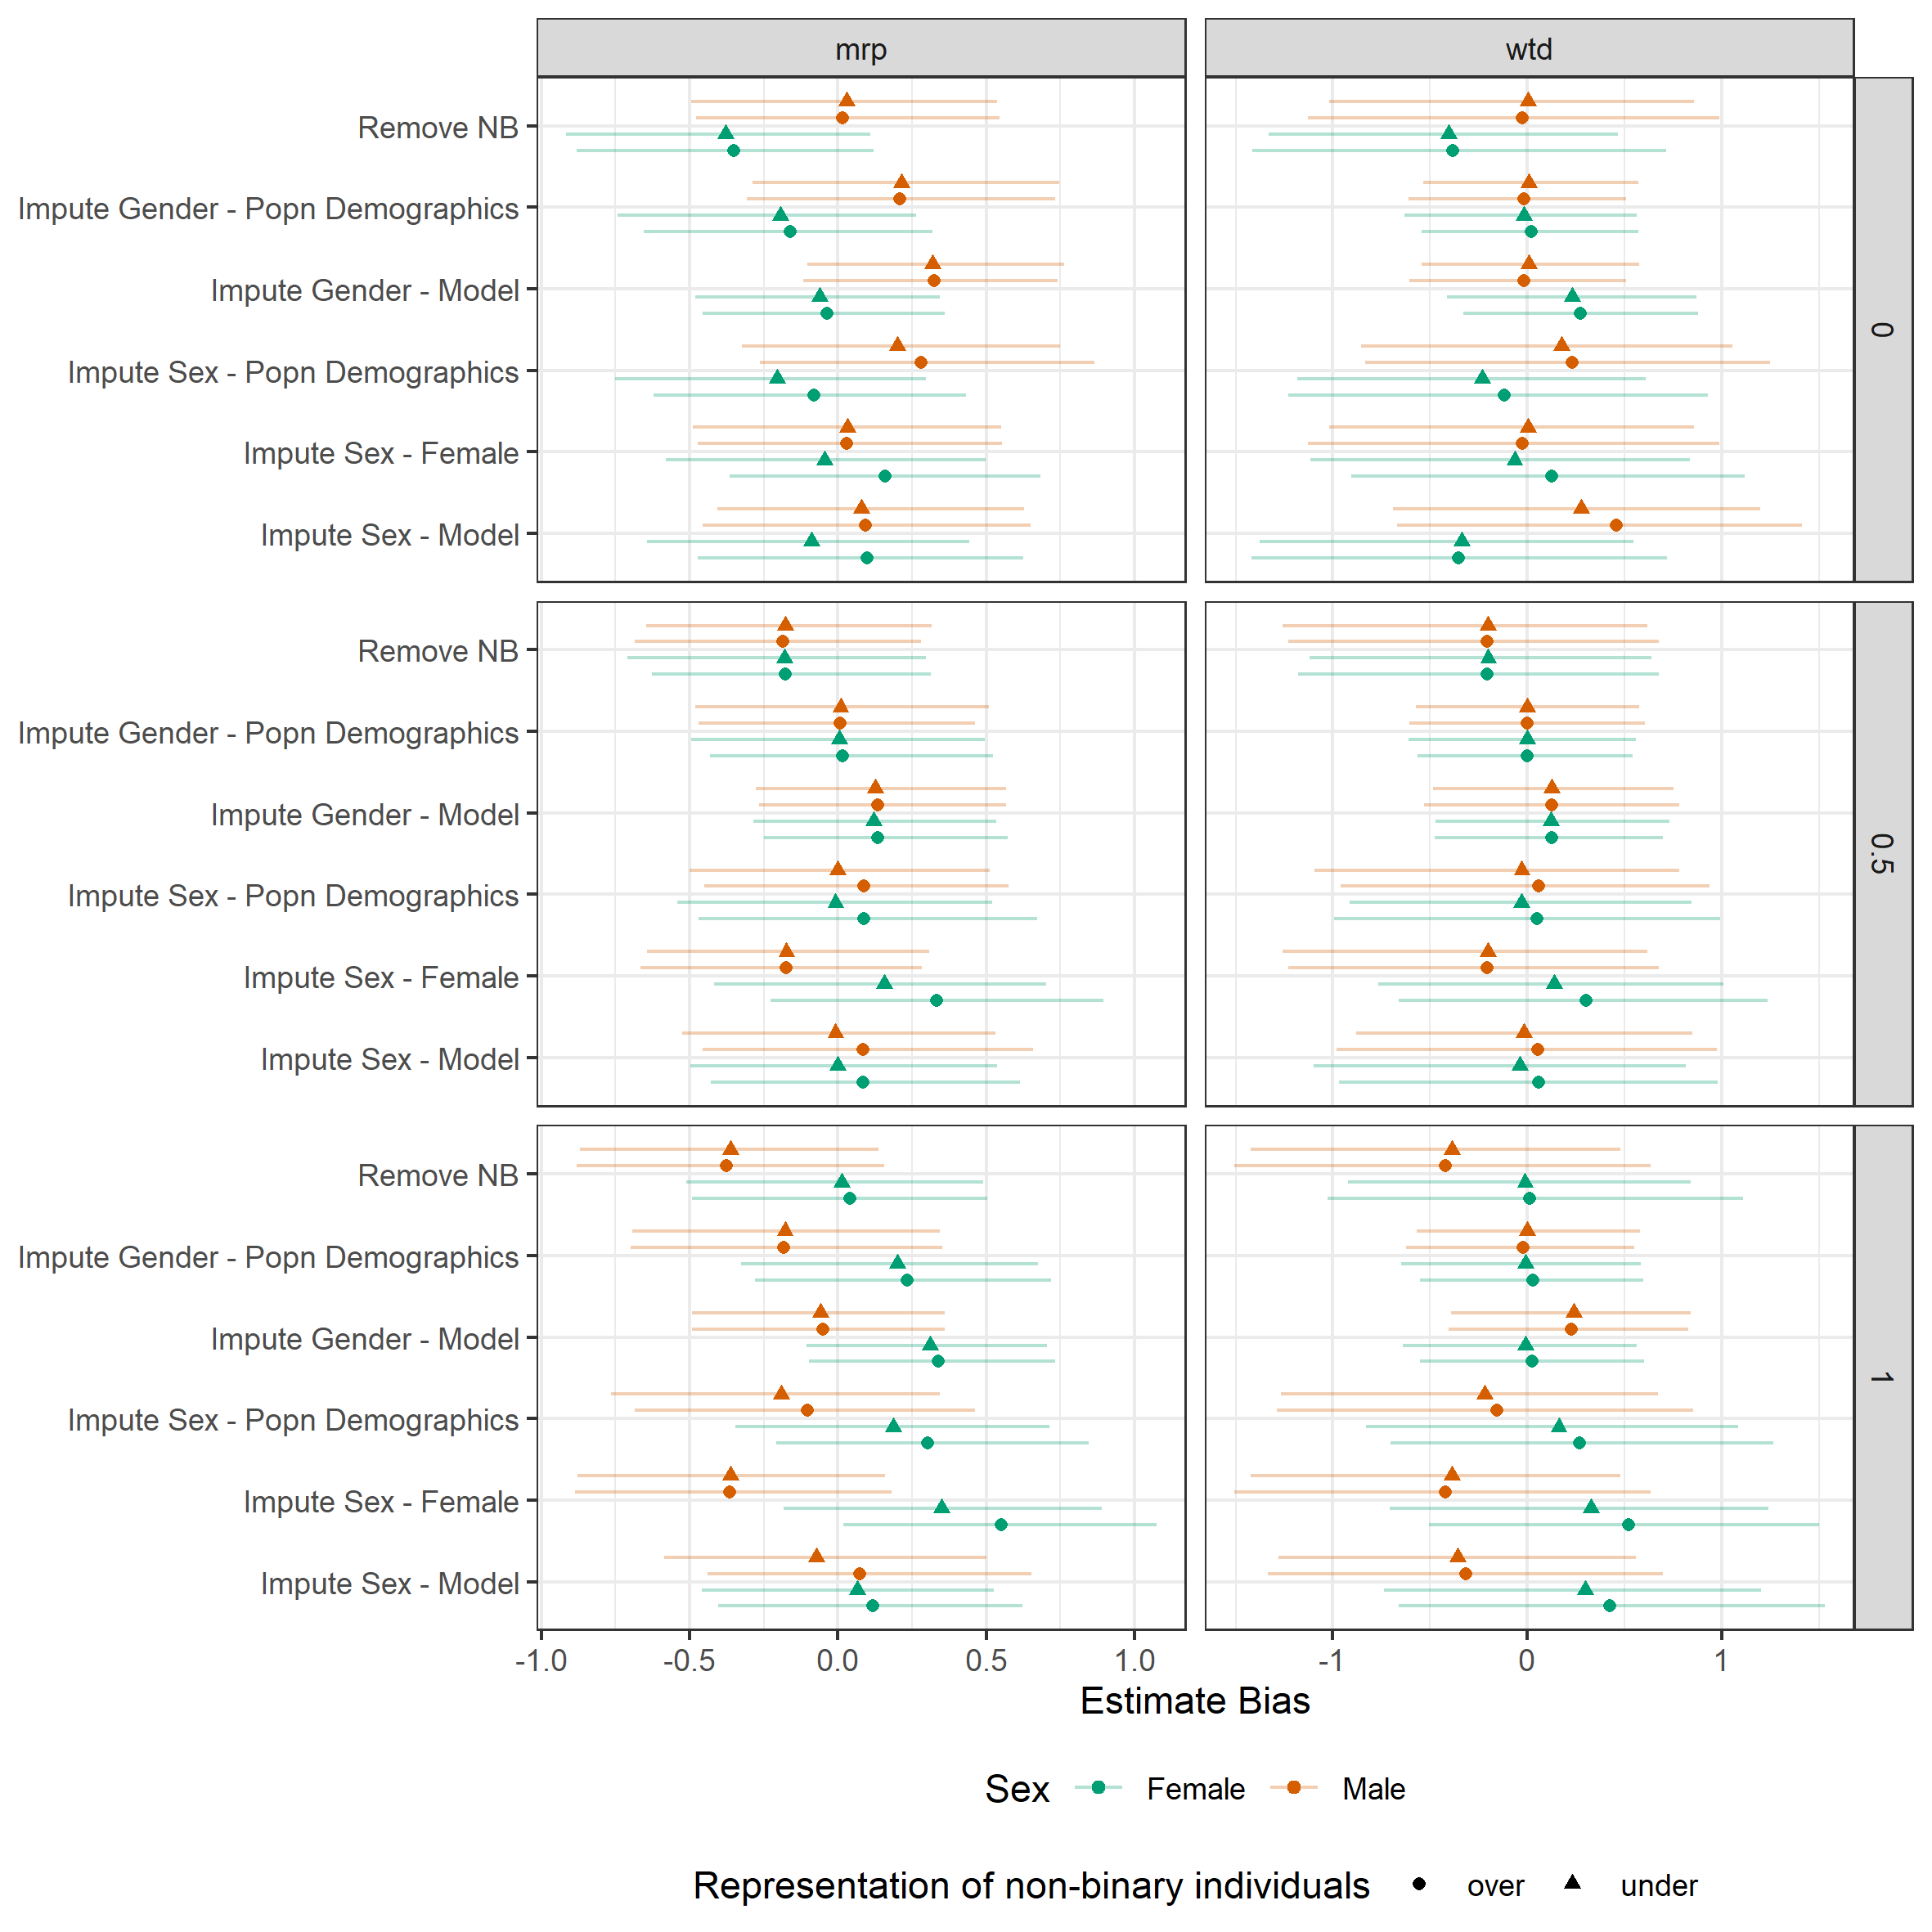 mrp wtd
Remove NB
Impute Gender - Popn Demographics
Impute Gender - Model
Impute Sex - Popn Demographics
Impute Sex - Female
Impute Sex - Model
0
Remove NB
Impute Gender - Popn Demographics
Impute Gender - Model
Impute Sex - Popn Demographics
Impute Sex - Female
Impute Sex - Model
0.5
Remove NB
Impute Gender - Popn Demographics
Impute Gender - Model
Impute Sex - Popn Demographics
Impute Sex - Female
Impute Sex - Model
1
-1.0 -0.5 0.0 0.5 1.0 -1 0 1
Estimate Bias
Sex Female Male
Representation of non-binary individuals over under